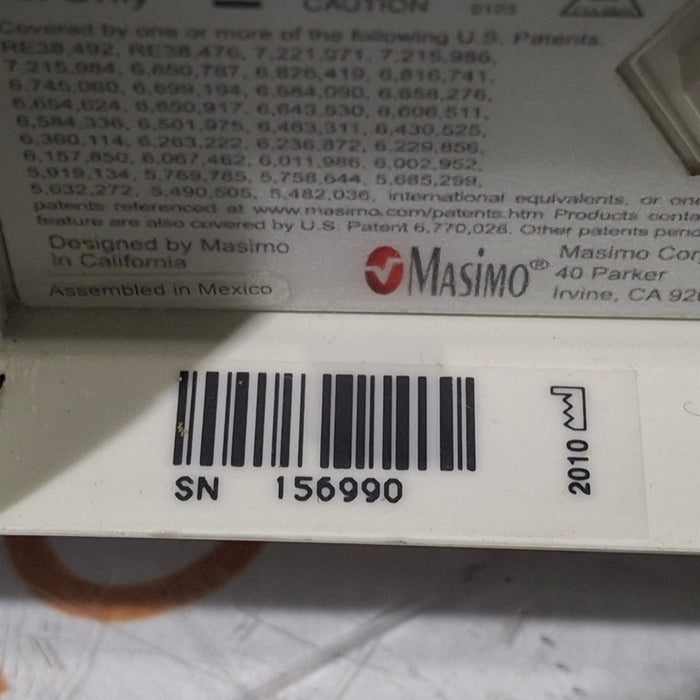 CAUTION 0123
Covered by one or more of the following U.S. Patents:
RE38,492, RE38,476, 7,221,971, 7,215,986,
7,215,984, 6,850,787, 6,826,419, 6,816,741,
6,745,060, 6,699,194, 6,684,090, 6,658,276,
6,654,624, 6,650,917, 6,643,530, 6,606,511,
6,584,336, 6,501,975, 6,463,311, 6,430,525,
6,360,114, 6,263,222, 6,236,872, 6,229,856,
6,157,850, 6,067,462, 6,011,986, 6,002,952,
5,919,134, 5,769,785, 5,758,644, 5,685,299,
5,632,272, 5,490,505, 5,482,036, international equivalents, or one
patents referenced at www.masimo.com/patents.htm Products conta
feature are also covered by U.S. Patent 6,770,028. Other patents pend
Designed by Masimo
in California
Assembled in Mexico
MASIMO®
Masimo Cor
40 Parker
Irvine, CA 926
SN 156990
2010